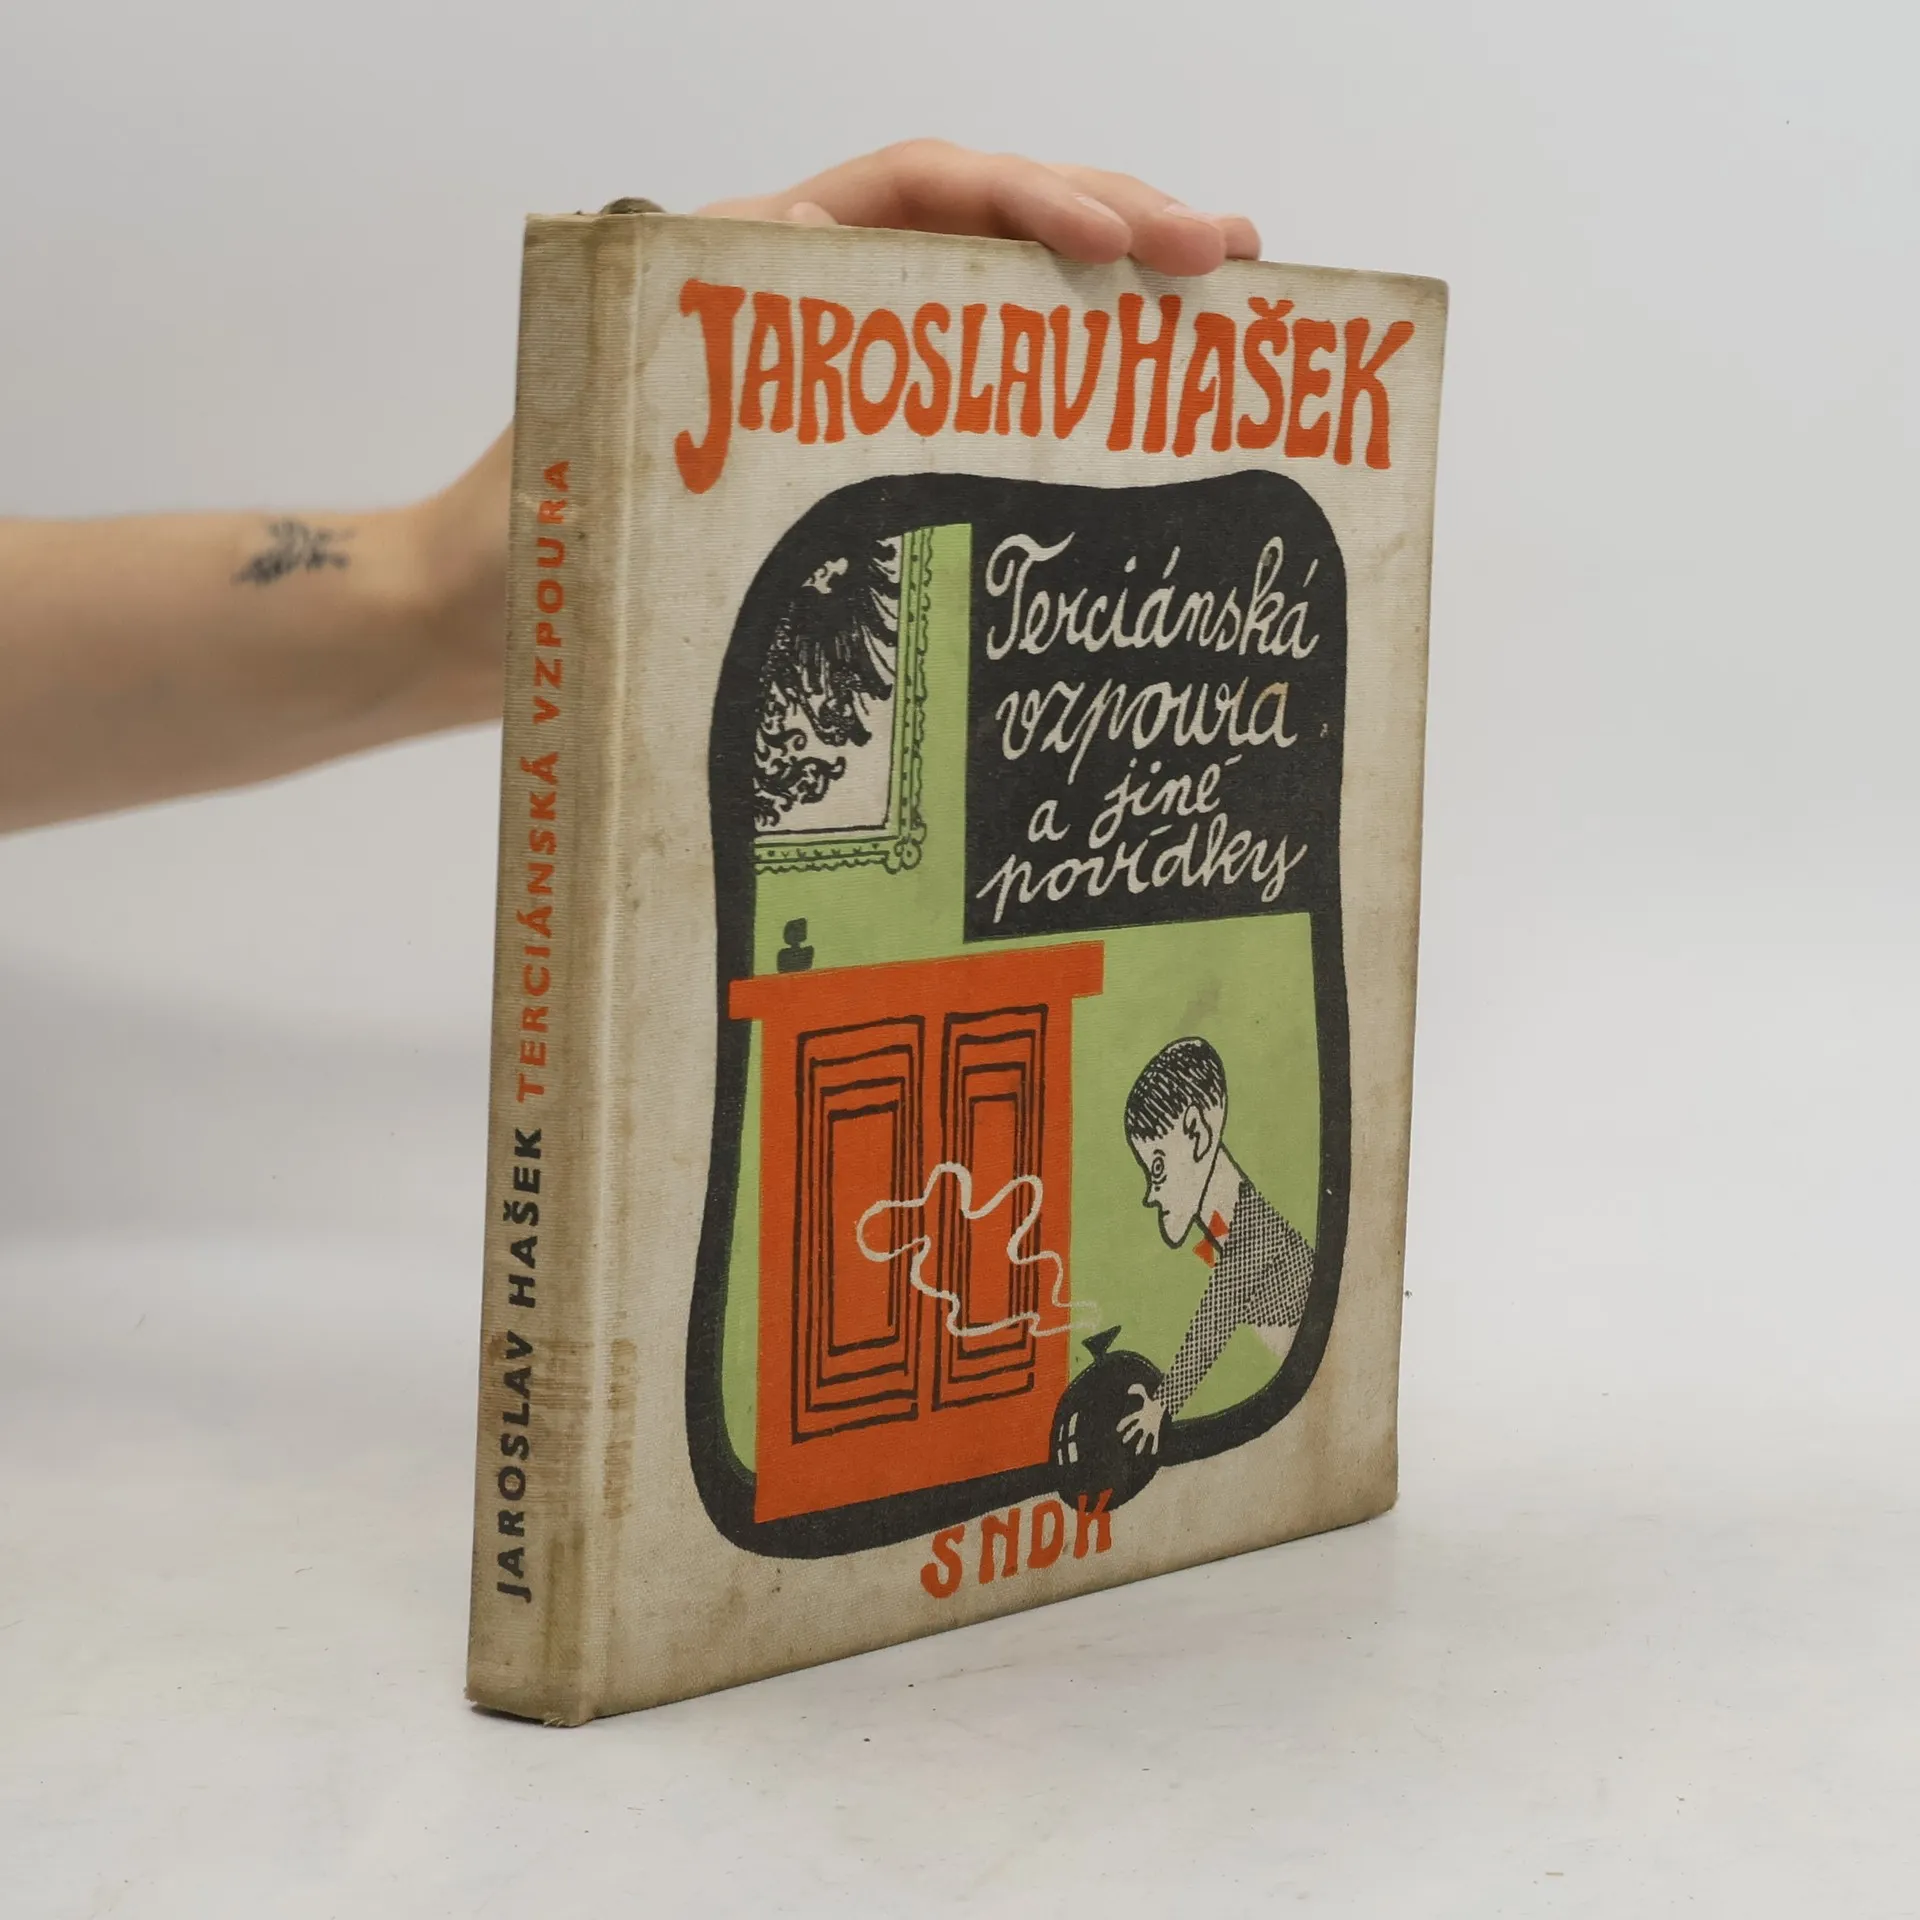 JAROSLAV HAŠEK
Terciánská
vzpoura
a jiné
povídky
SNDK
JAROSLAV HAŠEK TERCIÁNSKÁ VZPOURA